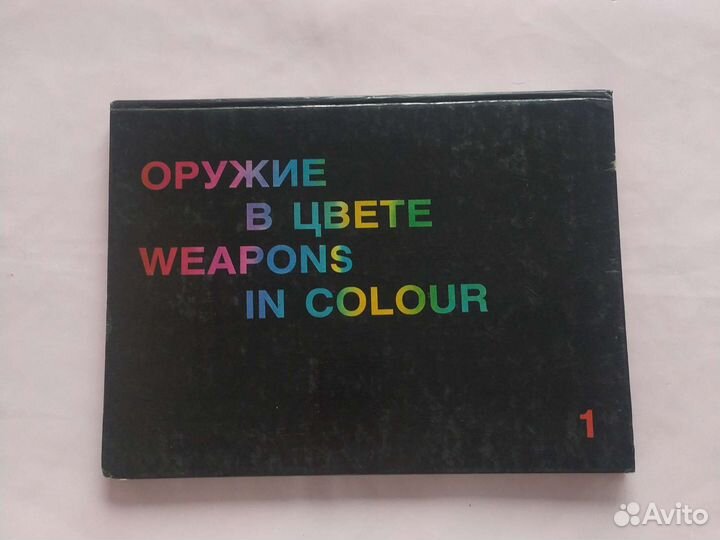 ОРУЖИЕ
В ЦВЕТЕ
WEAPONS
IN COLOUR
1
Avito